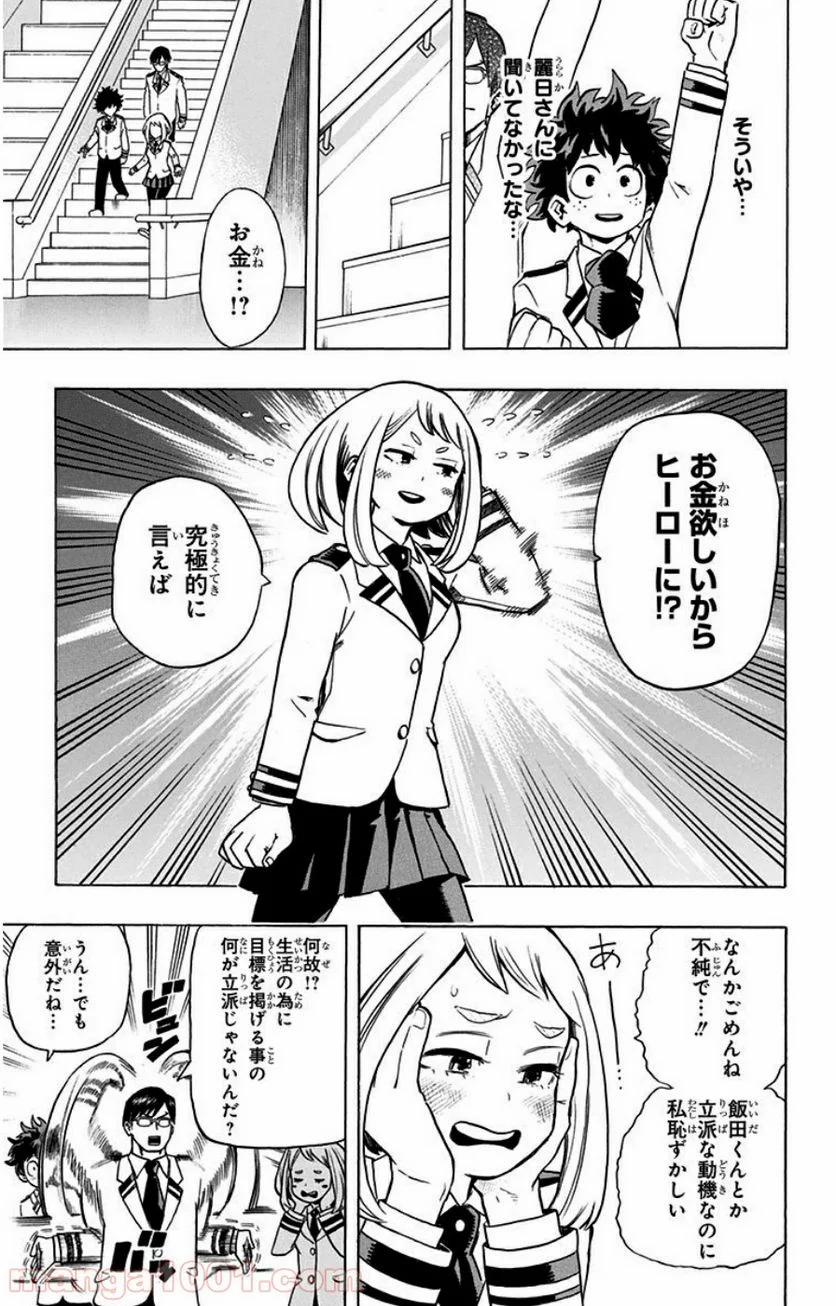 そういや…
麗日さんに
聞いてなかったな…
お金…!?
お金欲しいから
ヒーローに!?
究極的に
言えば
なんかごめんね
不純で…!!
飯田くんとか
立派な動機なのに
私恥ずかしい
あ〜…
何故!?
生活の為に
目標を掲げる事の
何が立派じゃないんだ?
うん…でも
意外だね…
ビュン
バッ
manga1001.com